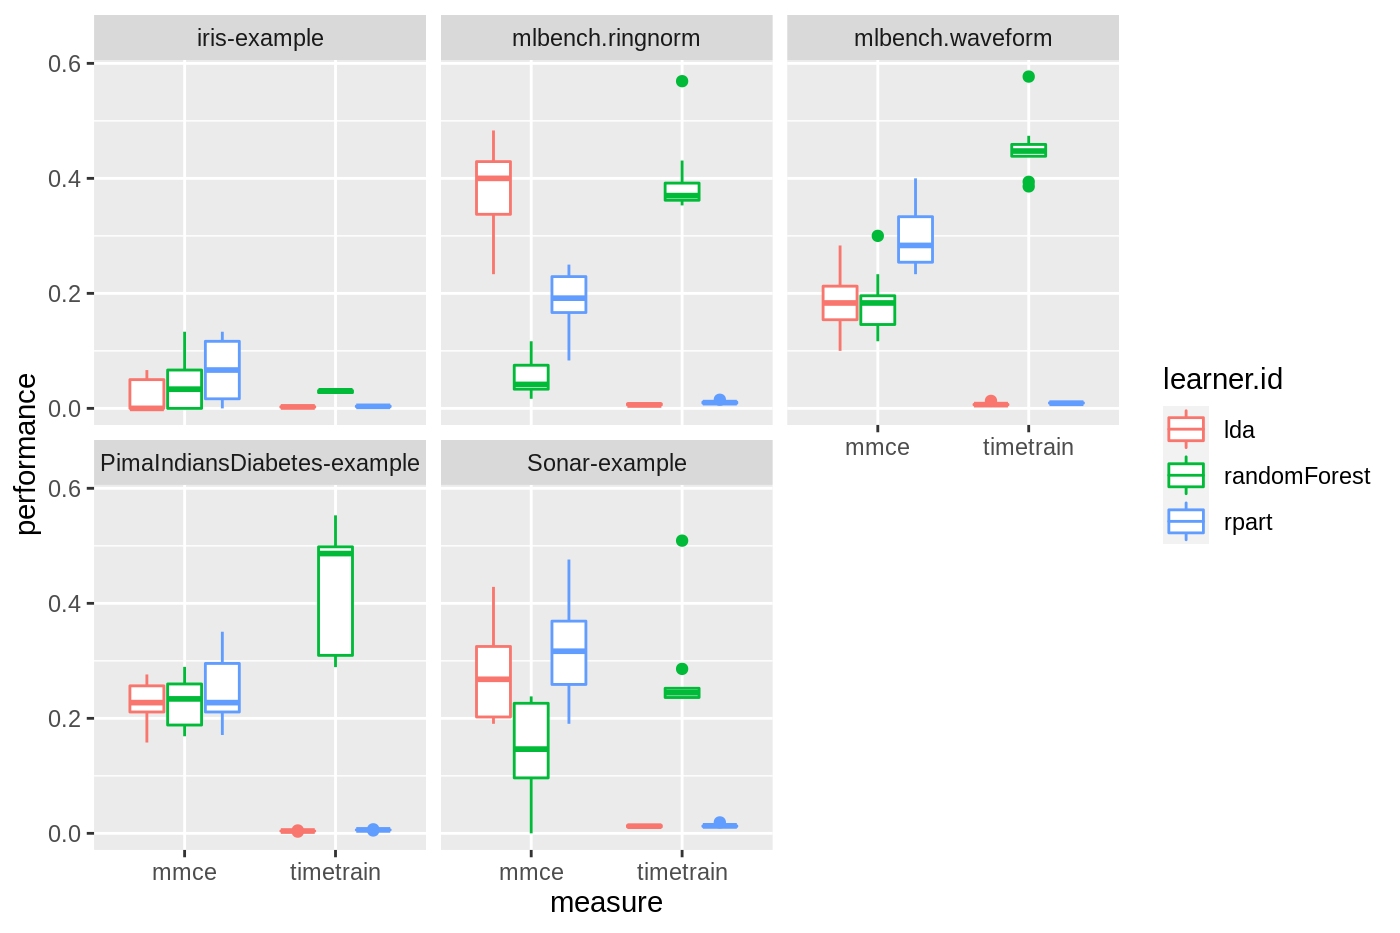 iris-example
mlbench.ringnorm
mlbench.waveform
0.6
0.4
0.2
0.0
mmce
timetrain
PimaIndiansDiabetes-example
Sonar-example
0.6
0.4
0.2
0.0
mmce
timetrain
mmce
timetrain
measure
performance
learner.id
lda
randomForest
rpart